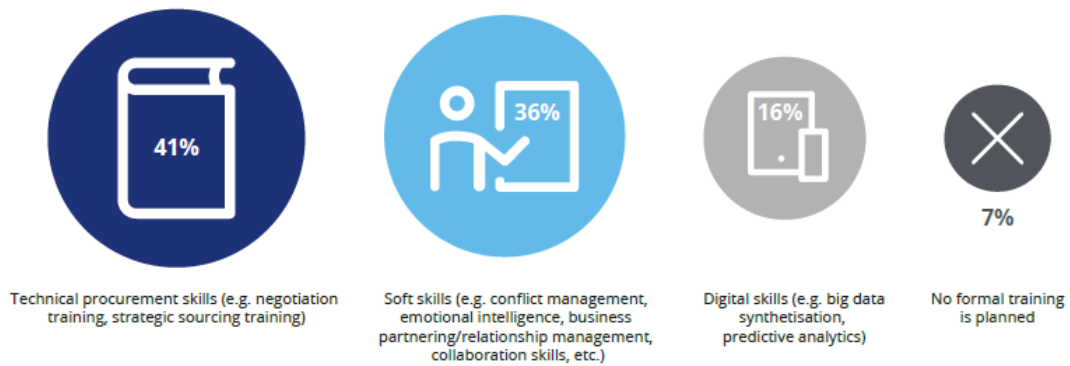 41%
36%
16%
7%
Technical procurement skills (e.g. negotiation
training, strategic sourcing training)
Soft skills (e.g. conflict management,
emotional intelligence, business
partnering/relationship management,
collaboration skills, etc.)
Digital skills (e.g. big data
synthetisation,
predictive analytics)
No formal training
is planned